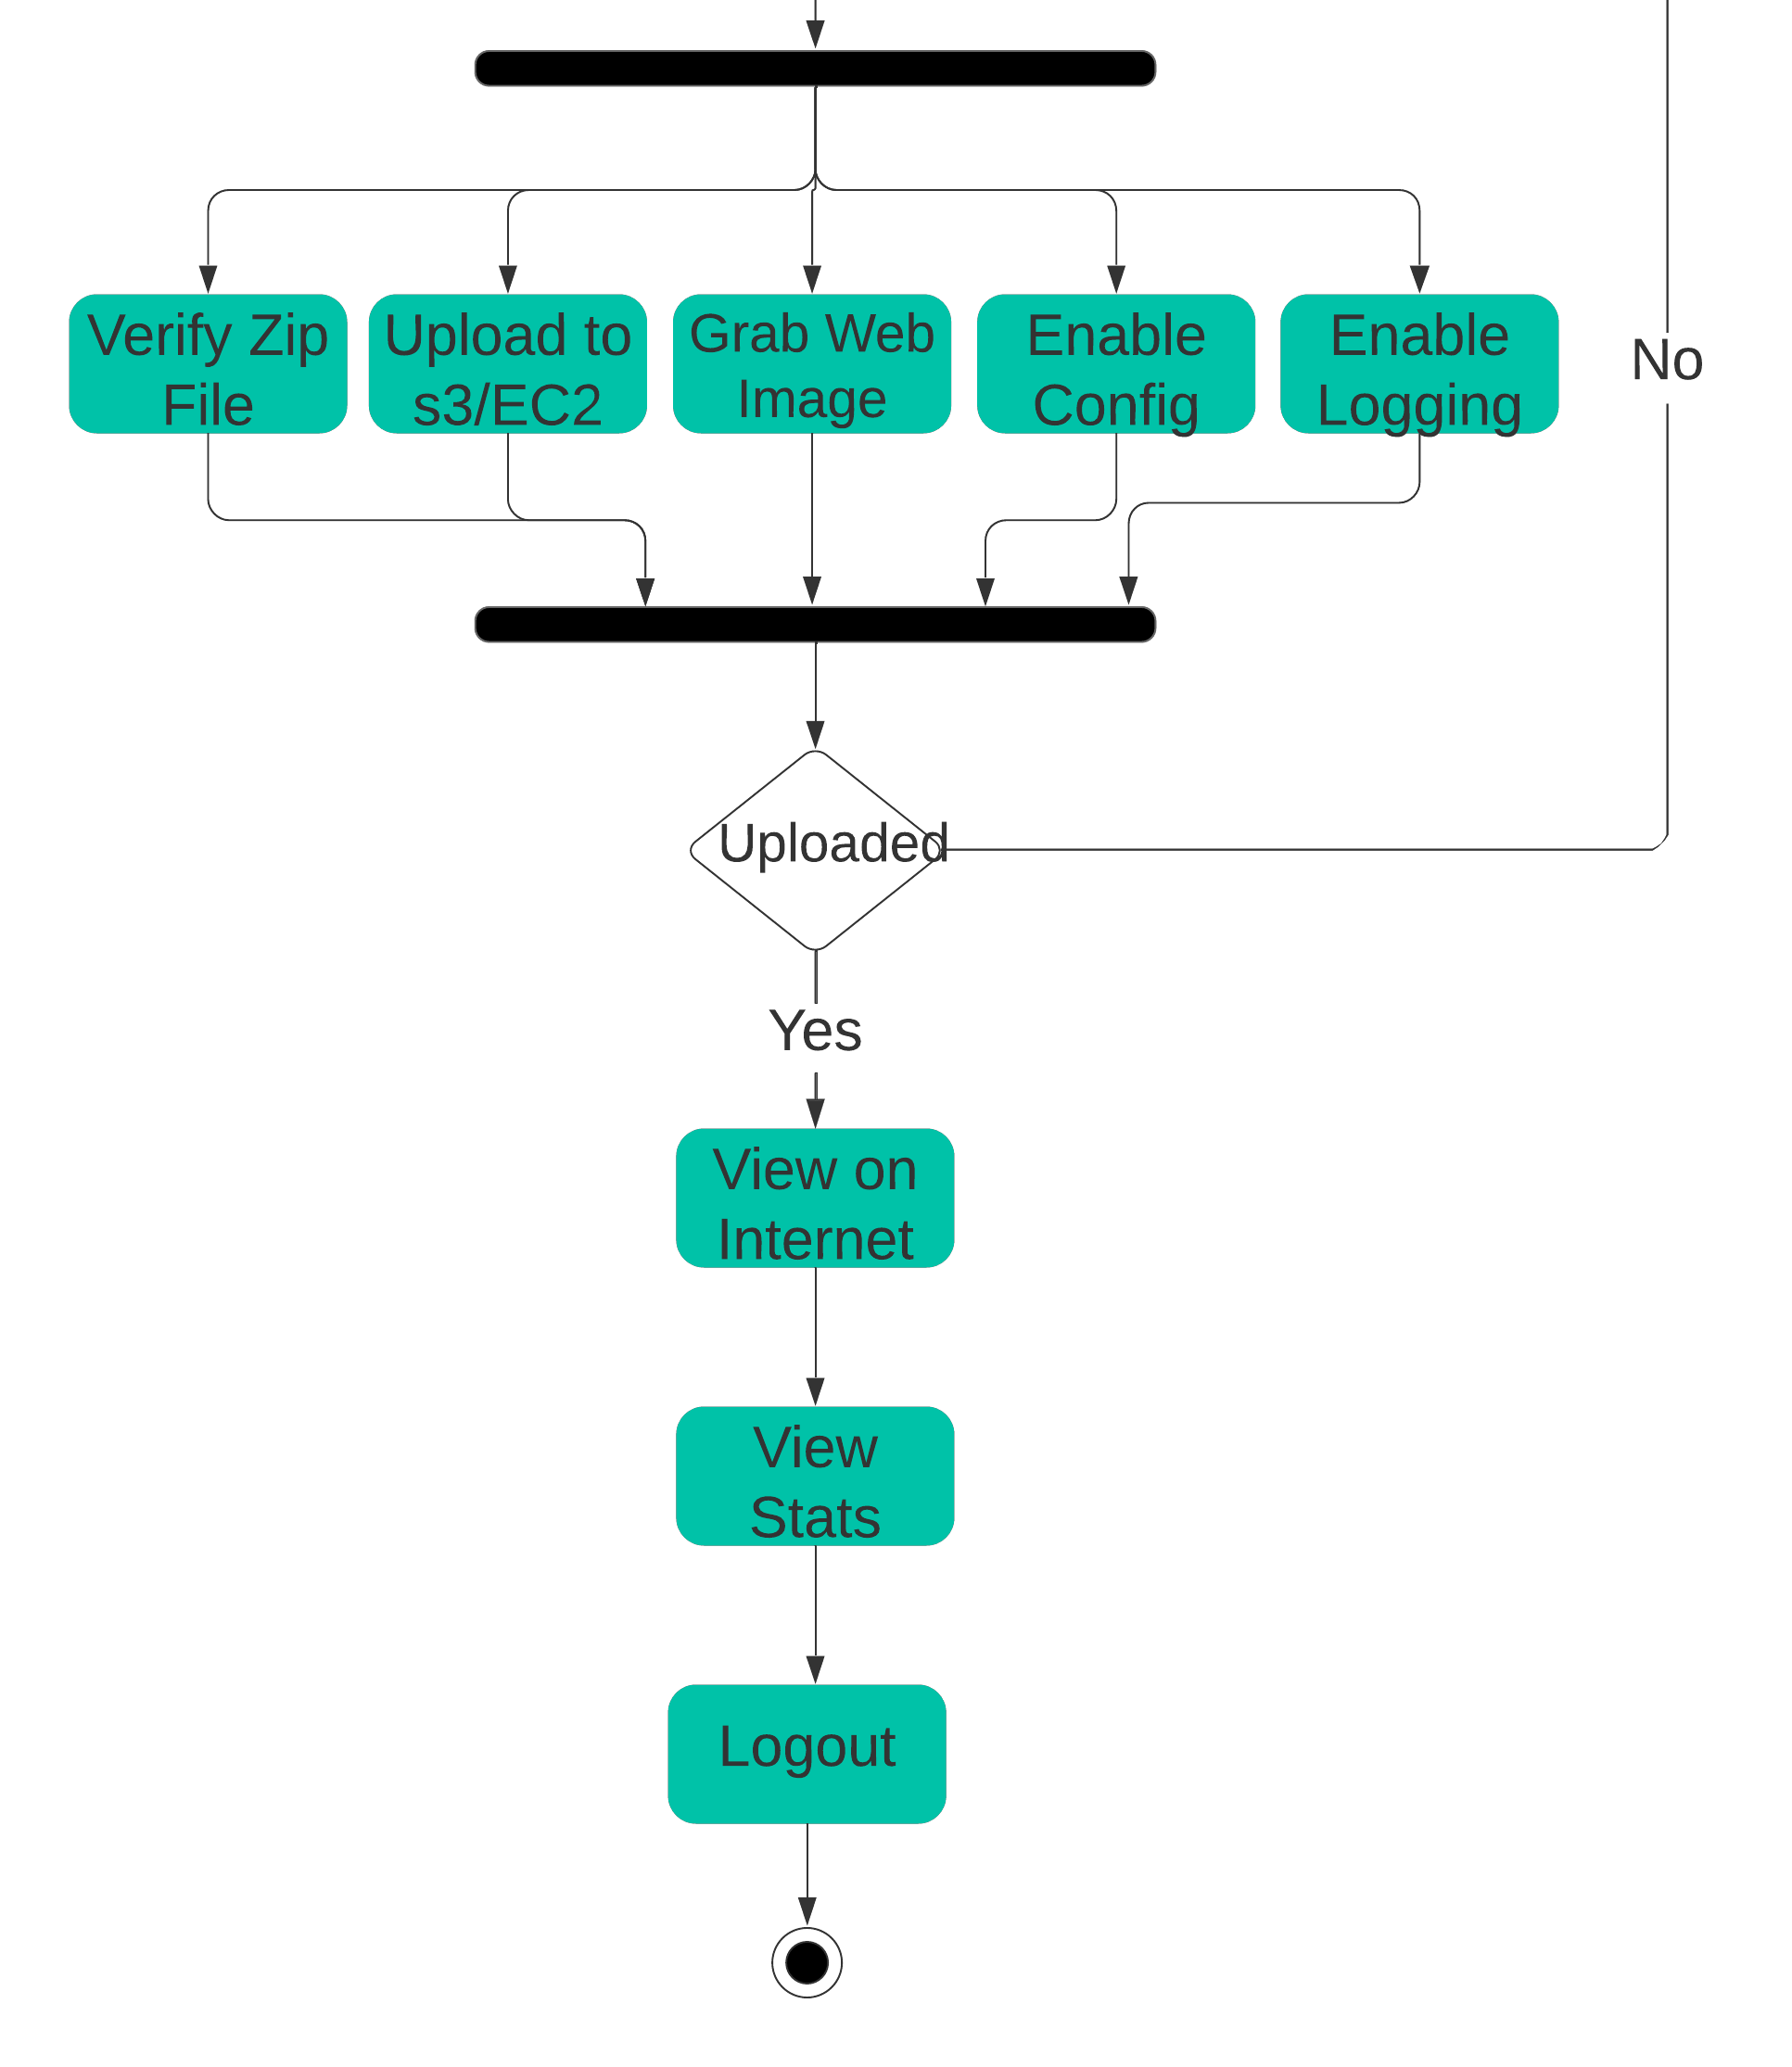 Verify Zip
File
Upload to
s3/EC2
Grab Web
Image
Enable
Config
Enable
Logging
No
Uploaded
Yes
View on
Internet
View
Stats
Logout